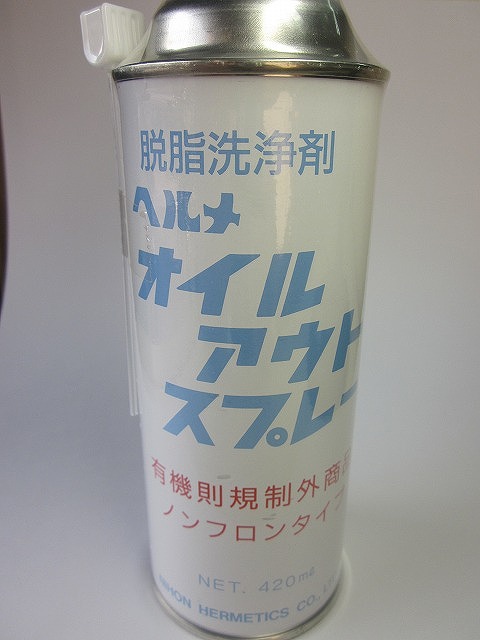 脱脂洗浄剤
ヘルメ
オイル
アウト
スプレー
有機則規制外商品
ノンフロンタイプ
NET. 420mℓ
NIHON HERMETICS CO.,